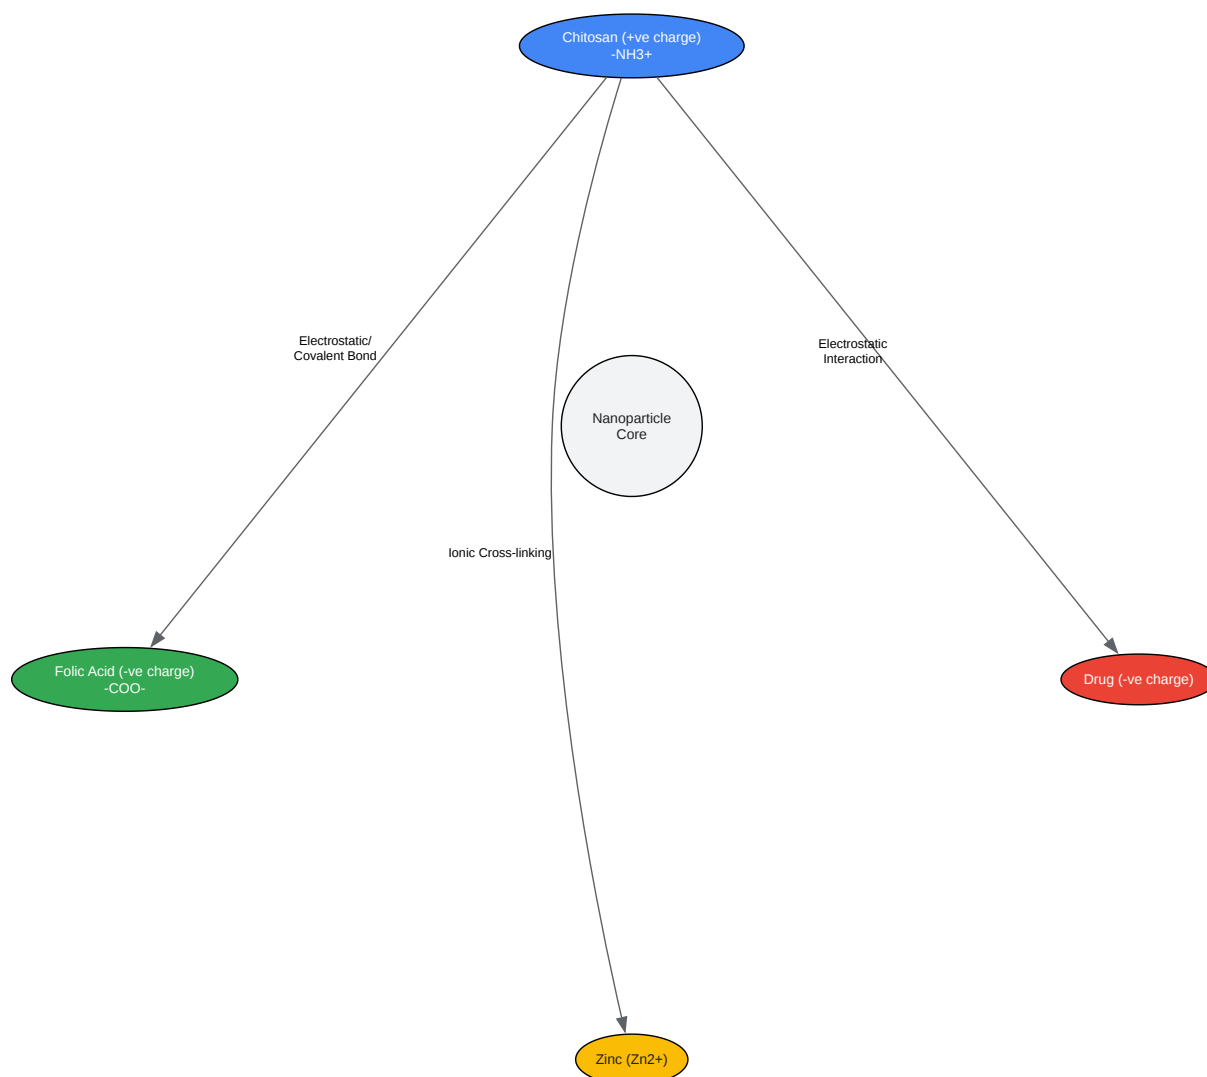 Chitosan (+ve charge)
-NH3+
Electrostatic/
Covalent Bond
Electrostatic
Interaction
Nanoparticle
Core
Ionic Cross-linking
Folic Acid (-ve charge)
-COO-
Drug (-ve charge)
Zinc (Zn2+)